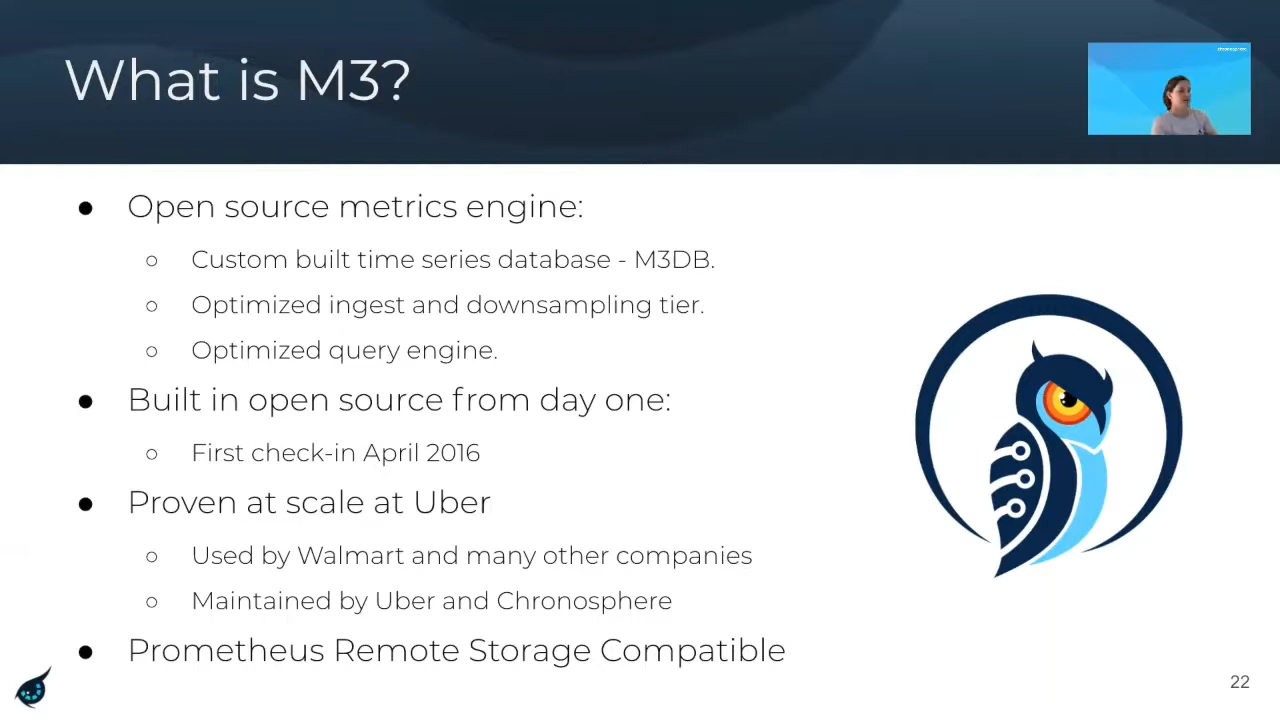 What is M3?
● Open source metrics engine:
○ Custom built time series database - M3DB.
○ Optimized ingest and downsampling tier.
○ Optimized query engine.
● Built in open source from day one:
○ First check-in April 2016
● Proven at scale at Uber
○ Used by Walmart and many other companies
○ Maintained by Uber and Chronosphere
● Prometheus Remote Storage Compatible
22